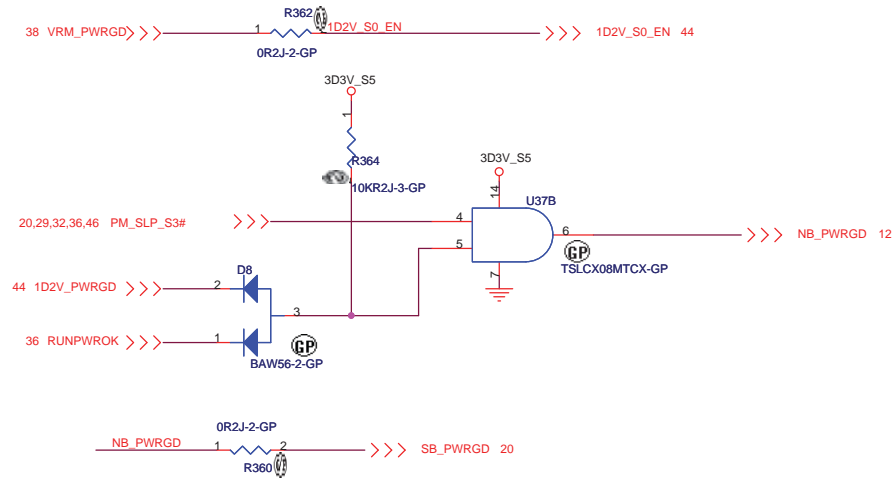 R362
38 VRM_PWRGD
1
1D2V_S0_EN
1D2V_S0_EN 44
0R2J-2-GP
3D3V_S5
1
R364
10KR2J-3-GP
3D3V_S5
14
U37B
20,29,32,36,46 PM_SLP_S3#
4
5
6
NB_PWRGD 12
GP
TSLCX08MTCX-GP
7
D8
44 1D2V_PWRGD
2
3
36 RUNPWROK
1
GP
BAW56-2-GP
0R2J-2-GP
NB_PWRGD
1
2
SB_PWRGD 20
R360